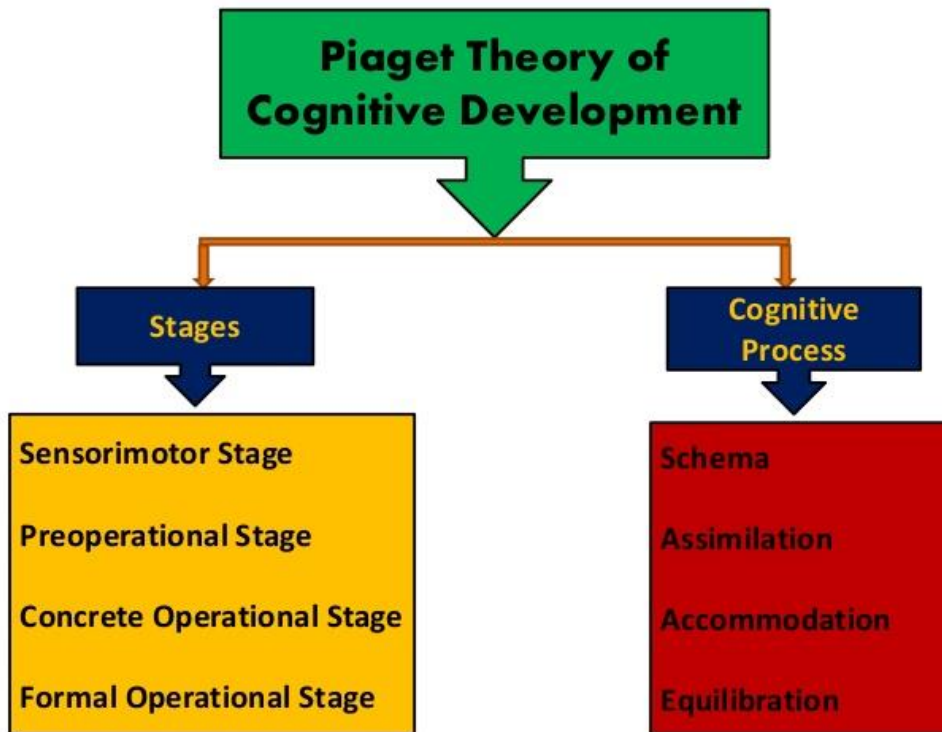 Piaget Theory of
Cognitive Development
Stages
Cognitive
Process
Sensorimotor Stage
Preoperational Stage
Concrete Operational Stage
Formal Operational Stage
Schema
Assimilation
Accommodation
Equilibration